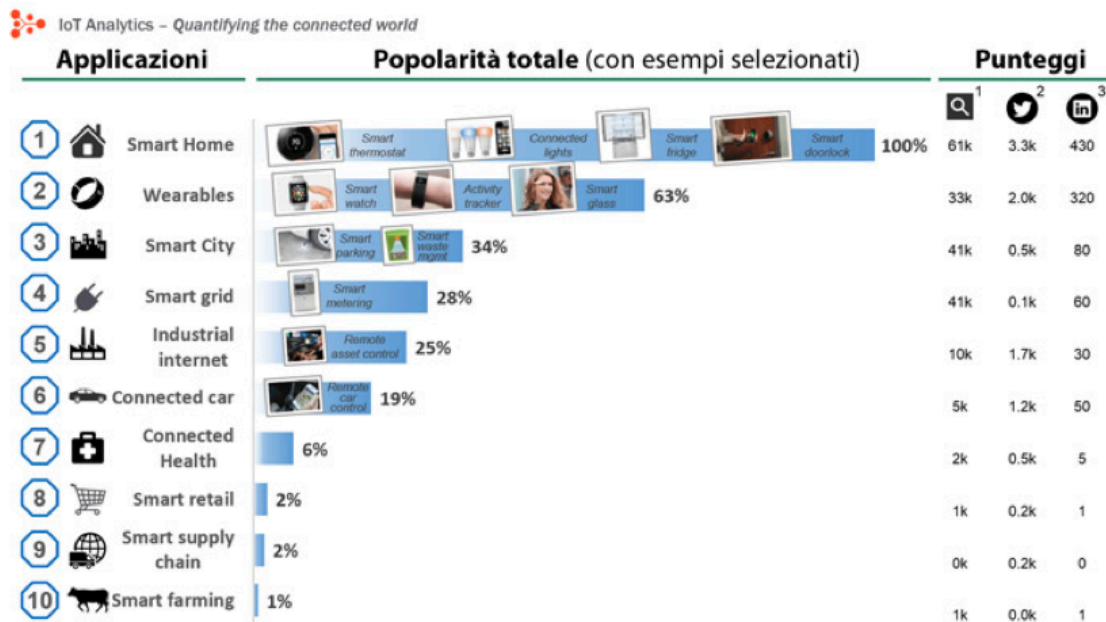 IoT Analytics – Quantifying the connected world
Applicazioni
Popolarità totale (con esempi selezionati)
Punteggi
1 2 3
1 Smart Home Smart thermostat Connected lights Smart fridge Smart doorlock 100% 61k 3.3k 430
2 Wearables Smart watch Activity tracker Smart glass 63% 33k 2.0k 320
3 Smart City Smart parking Smart waste mgmt 34% 41k 0.5k 80
4 Smart grid Smart metering 28% 41k 0.1k 60
5 Industrial internet Remote asset control 25% 10k 1.7k 30
6 Connected car Remote car control 19% 5k 1.2k 50
7 Connected Health 6% 2k 0.5k 5
8 Smart retail 2% 1k 0.2k 1
9 Smart supply chain 2% 0k 0.2k 0
10 Smart farming 1% 1k 0.0k 1